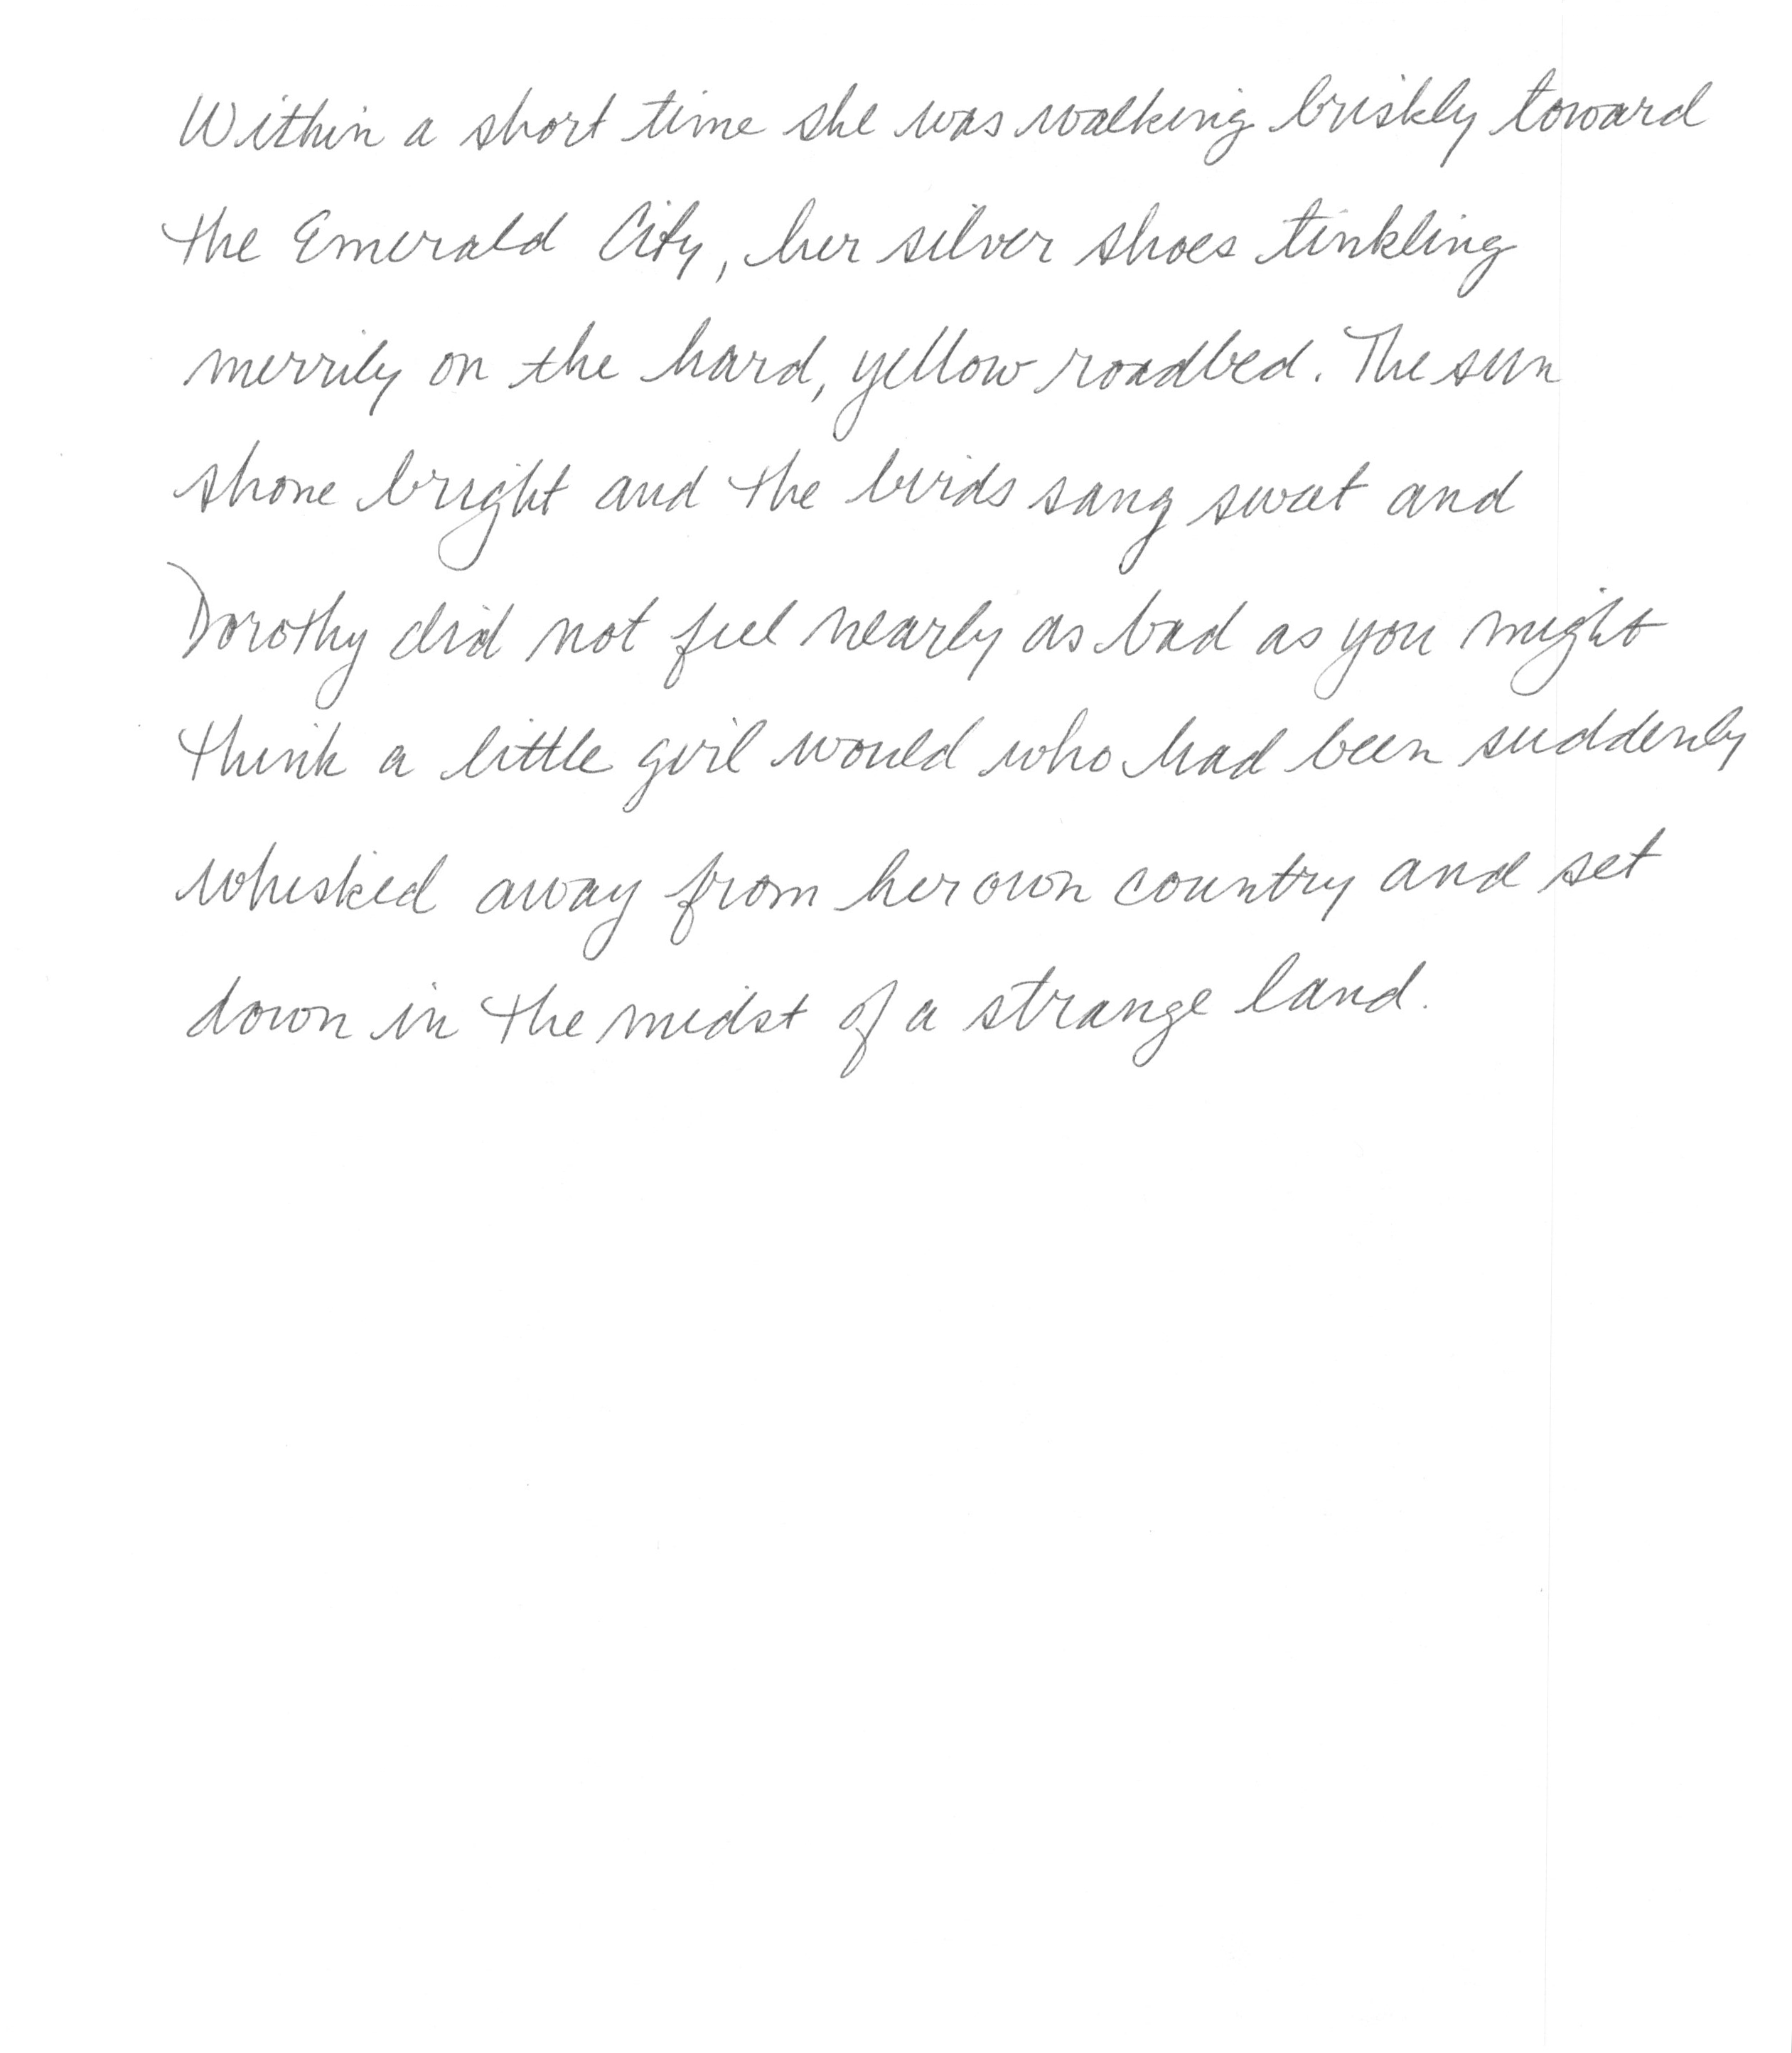 Within a short time she was walking briskly toward
the Emerald City, her silver shoes tinkling
merrily on the hard, yellow roadbed. The sun
shone bright and the birds sang sweet and
Dorothy did not feel nearly as bad as you might
think a little girl would who had been suddenly
whisked away from her own country and set
down in the midst of a strange land.